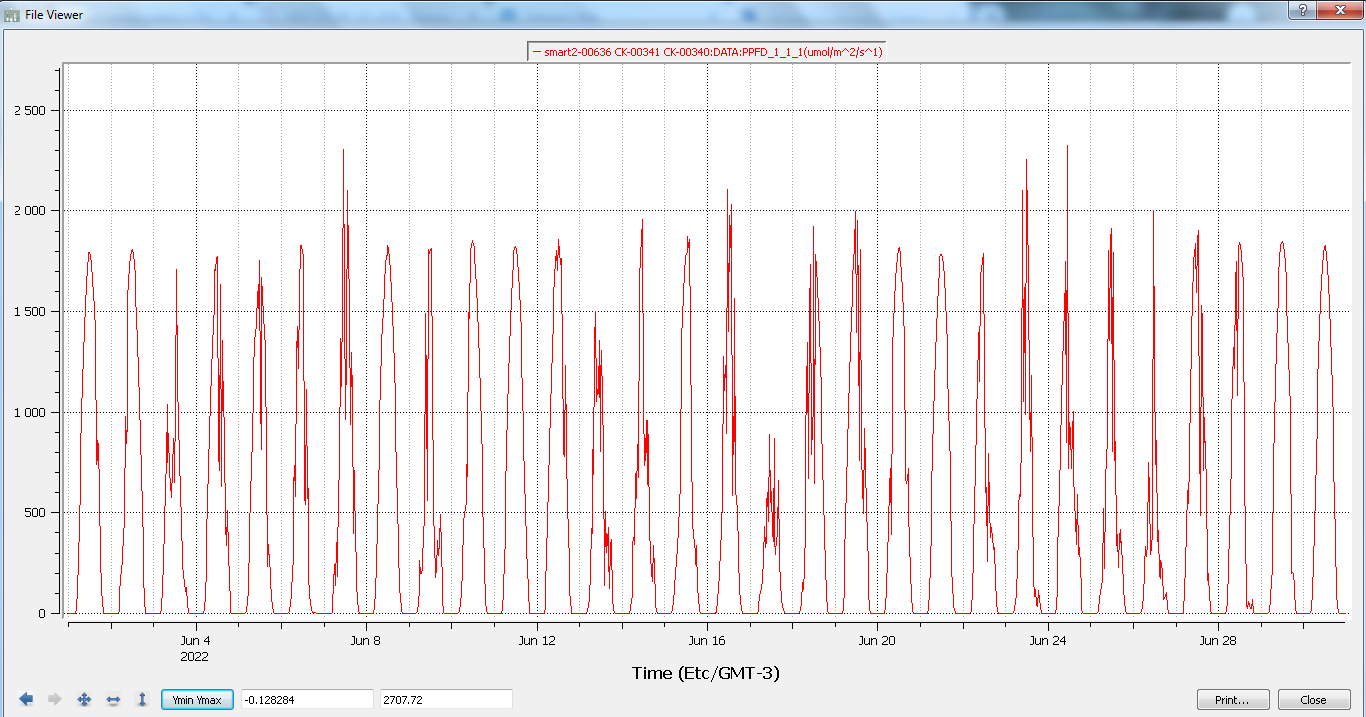 File Viewer
smart2-00636 CK-00341 CK-00340:DATA:PPFD_1_1_1(umol/m^2/s^1)
2 500
2 000
1 500
1 000
500
0
Jun 4 Jun 8 Jun 12 Jun 16 Jun 20 Jun 24 Jun 28
2022
Time (Etc/GMT-3)
Ymin Ymax -0.128284 2707.72 Print... Close